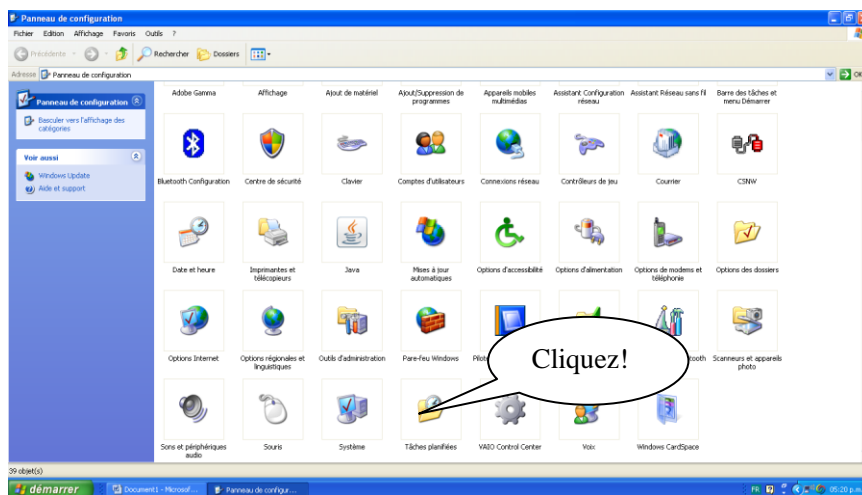 Panneau de configuration
Fichier Edition Affichage Favoris Outils ?
Précédente Rechercher Dossiers
Adresse Panneau de configuration OK
Panneau de configuration
Basculer vers l'affichage des
catégories
Voir aussi
Windows Update
Aide et support
Adobe Gamma
Affichage
Ajout de matériel
Ajout/Suppression de
programmes
Appareils mobiles
multimédias
Assistant Configuration
réseau
Assistant Réseau sans fil
Barre des tâches et
menu Démarrer
Bluetooth Configuration
Centre de sécurité
Clavier
Comptes d'utilisateurs
Connexions réseau
Contrôleurs de jeu
Courrier
CSNW
Date et heure
Imprimantes et
télécopieurs
Java
Mises à jour
automatiques
Options d'accessibilité
Options d'alimentation
Options de modems et
téléphonie
Options des dossiers
Options Internet
Options régionales et
linguistiques
Outils d'administration
Pare-feu Windows
Scanneurs et appareils
photo
Cliquez!
Sons et périphériques
audio
Souris
Système
Tâches planifiées
VAIO Control Center
Voix
Windows CardSpace
39 objet(s)
démarrer
Document1 - Microsof...
Panneau de configur...
FR
05:20 p.m.